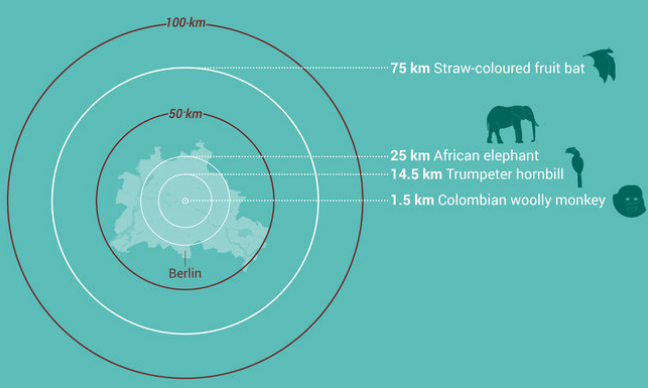 100 km
75 km Straw-coloured fruit bat
50 km
25 km African elephant
14.5 km Trumpeter hornbill
1.5 km Colombian woolly monkey
Berlin